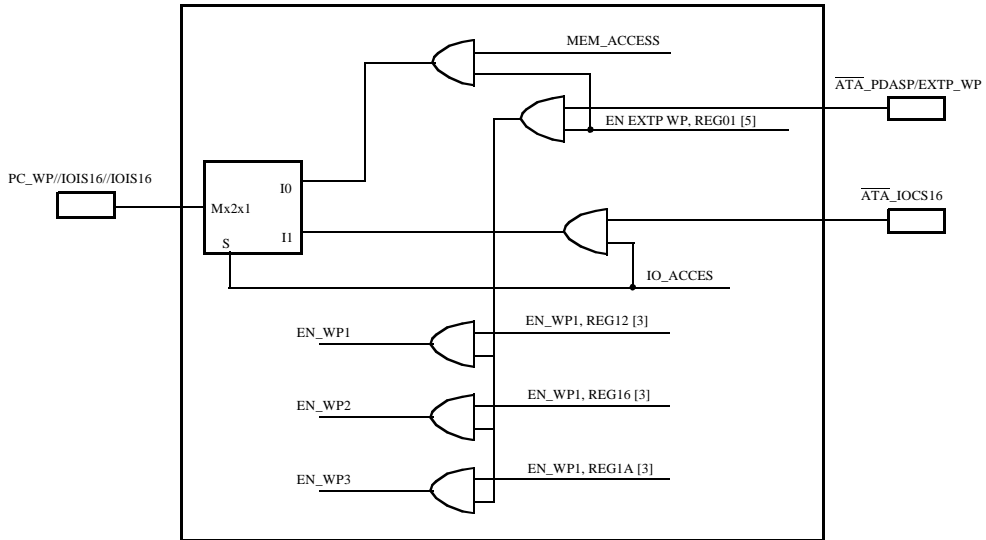 MEM_ACCESS
ATA_PDASP/EXTP_WP
EN EXTP WP, REG01 [5]
PC_WP//IOIS16//IOIS16
I0
ATA_IOCS16
Mx2x1
I1
S
IO_ACCES
EN_WP1, REG12 [3]
EN_WP1
EN_WP1, REG16 [3]
EN_WP2
EN_WP1, REG1A [3]
EN_WP3